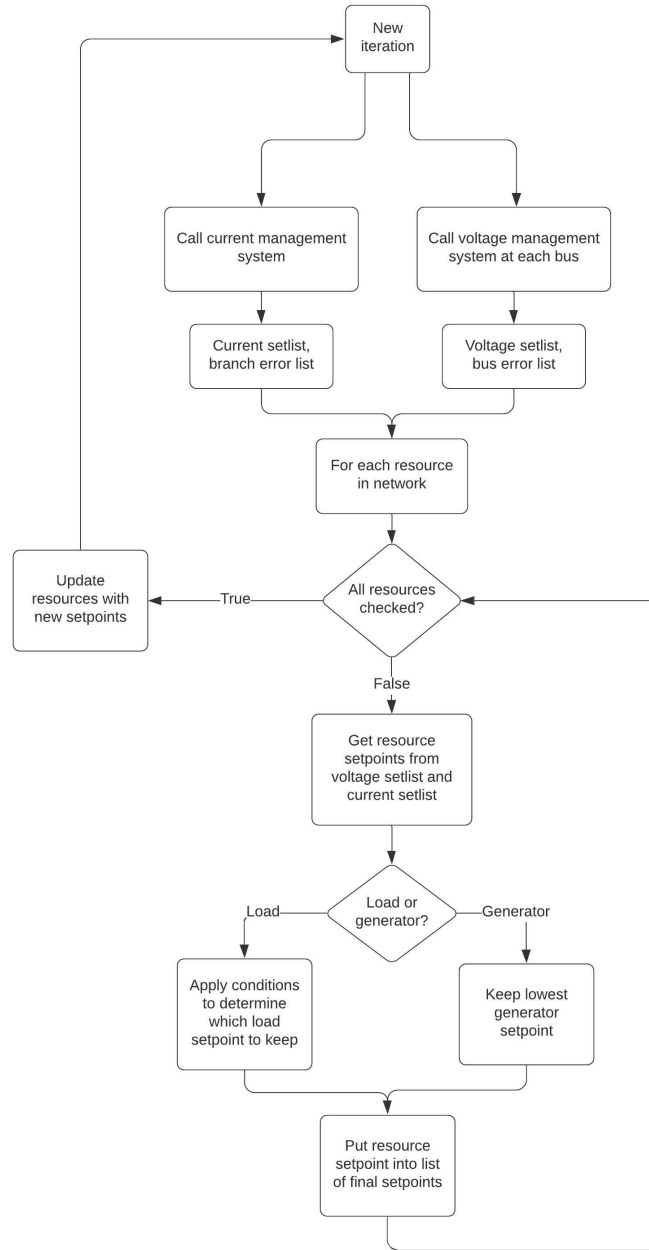 New
iteration
Call current management
system
Call voltage management
system at each bus
Current setlist,
branch error list
Voltage setlist,
bus error list
For each resource
in network
Update
resources with
new setpoints
True
All resources
checked?
False
Get resource
setpoints from
voltage setlist and
current setlist
Load
Load or
generator?
Generator
Apply conditions
to determine
which load
setpoint to keep
Keep lowest
generator
setpoint
Put resource
setpoint into list
of final setpoints